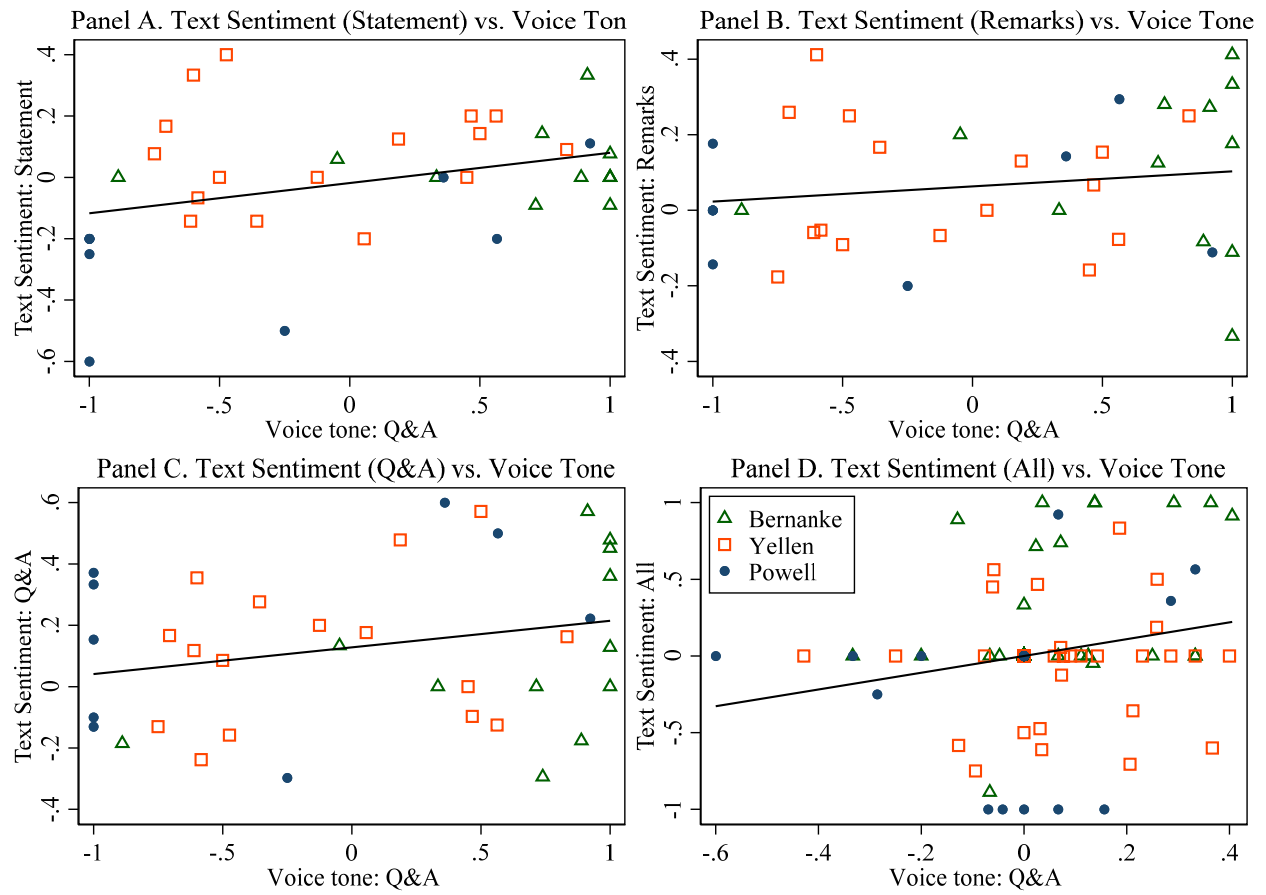 Panel A. Text Sentiment (Statement) vs. Voice Ton
Text Sentiment: Statement
.4
.2
0
-.2
-.4
-.6
-1
-.5
0
.5
1
Voice tone: Q&A
Panel B. Text Sentiment (Remarks) vs. Voice Tone
Text Sentiment: Remarks
.4
.2
0
-.2
-.4
-1
-.5
0
.5
1
Voice tone: Q&A
Panel C. Text Sentiment (Q&A) vs. Voice Tone
Text Sentiment: Q&A
.6
.4
.2
0
-.2
-.4
-1
-.5
0
.5
1
Voice tone: Q&A
Panel D. Text Sentiment (All) vs. Voice Tone
Bernanke
Yellen
Powell
Text Sentiment: All
1
.5
0
-.5
-1
-.6
-.4
-.2
0
.2
.4
Voice tone: Q&A